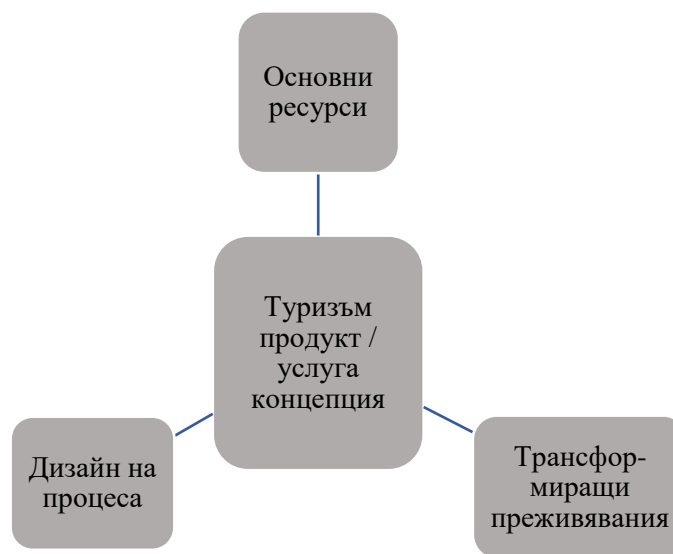 Основни
ресурси
Туризъм
продукт /
услуга
концепция
Дизайн на
процеса
Трансфор-
миращи
преживявания